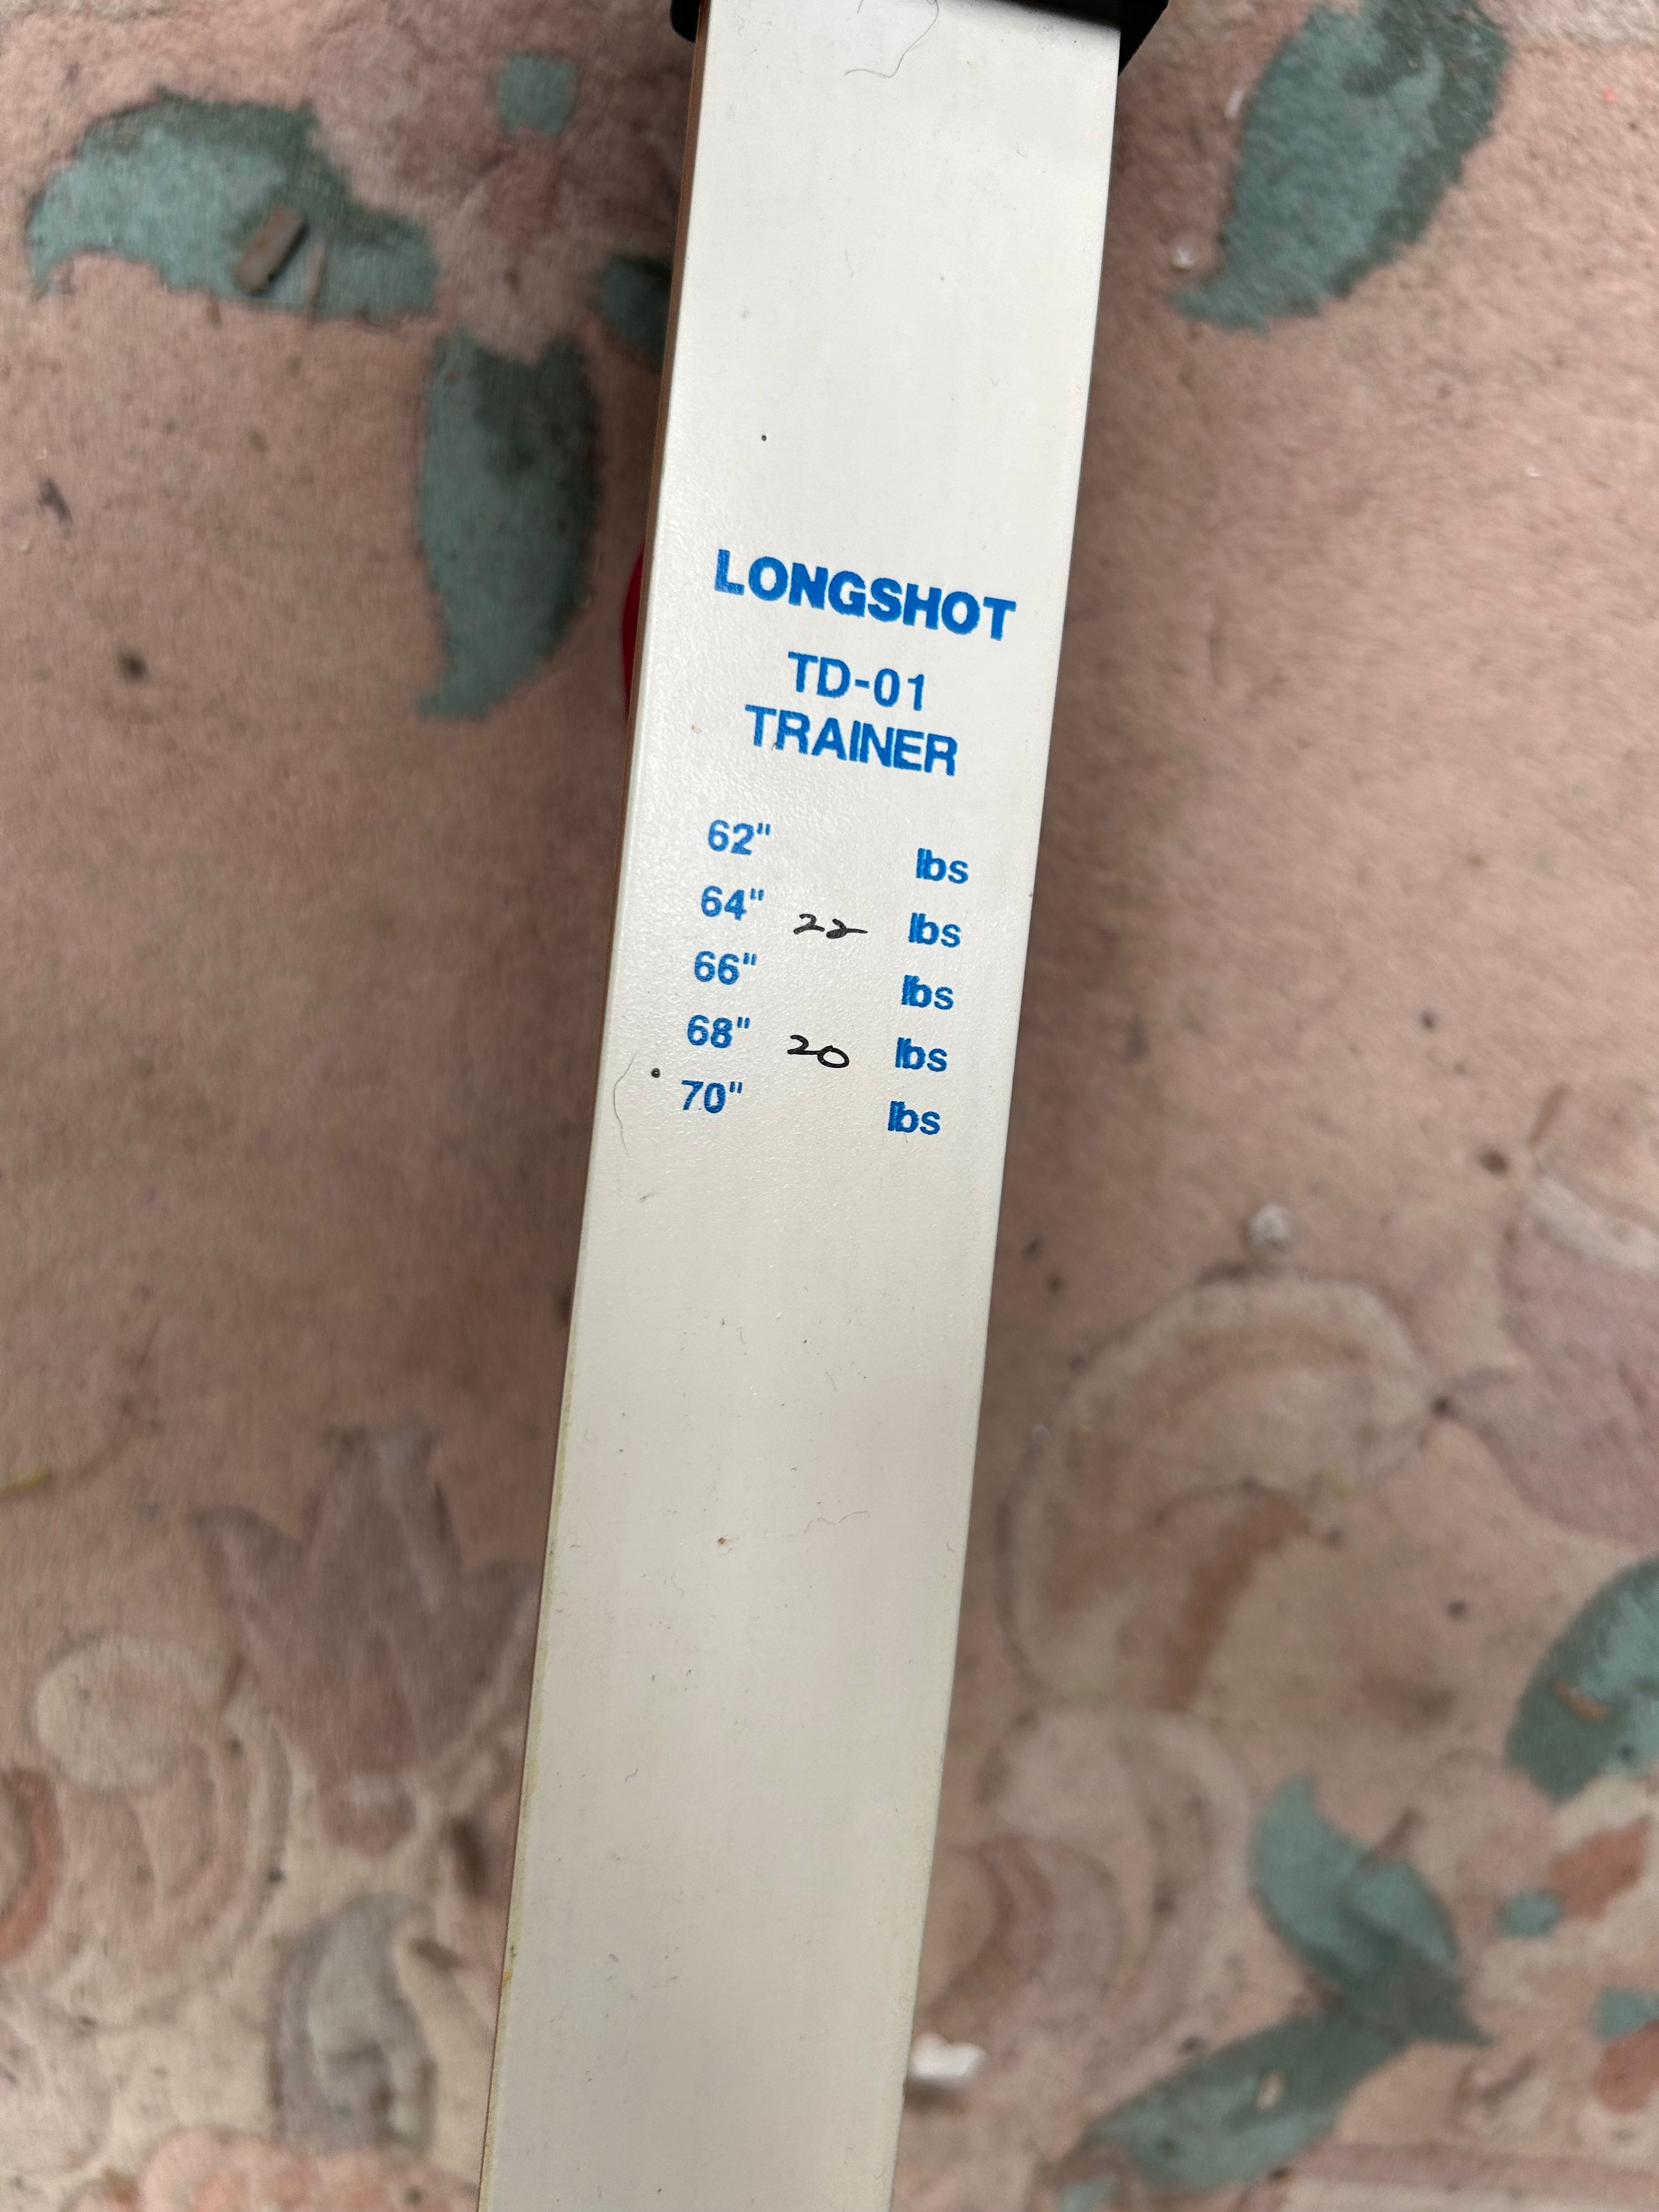 LONGSHOT
TD-01
TRAINER
62" lbs
64" 22 lbs
66" lbs
68" 20 lbs
70" lbs